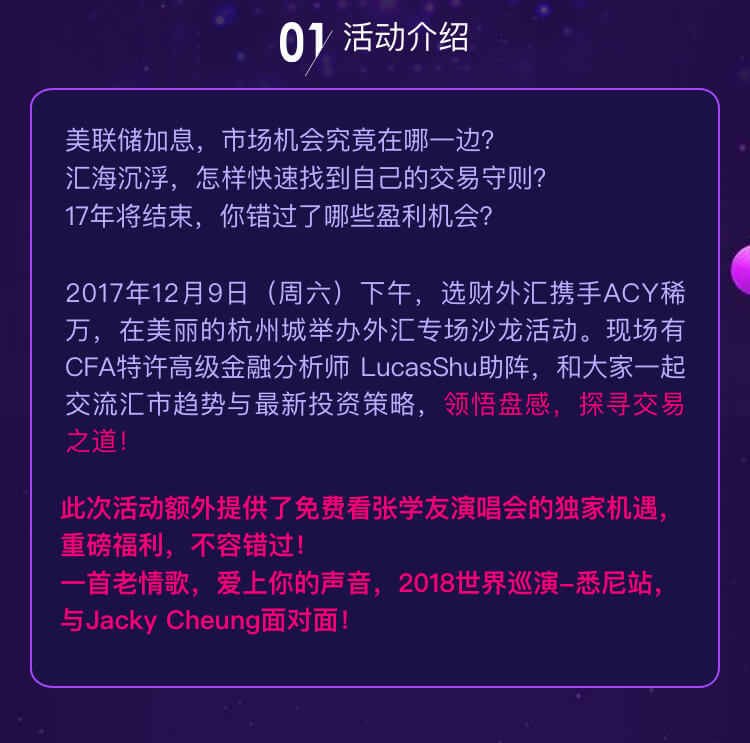 01 活动介绍
美联储加息，市场机会究竟在哪一边？
汇海沉浮，怎样快速找到自己的交易守则？
17年将结束，你错过了哪些盈利机会？
2017年12月9日（周六）下午，选财外汇携手ACY稀
万，在美丽的杭州城举办外汇专场沙龙活动。现场有
CFA特许高级金融分析师 LucasShu助阵，和大家一起
交流汇市趋势与最新投资策略，领悟盘感，探寻交易
之道！
此次活动额外提供了免费看张学友演唱会的独家机遇，
重磅福利，不容错过！
一首老情歌，爱上你的声音，2018世界巡演-悉尼站，
与Jacky Cheung面对面！